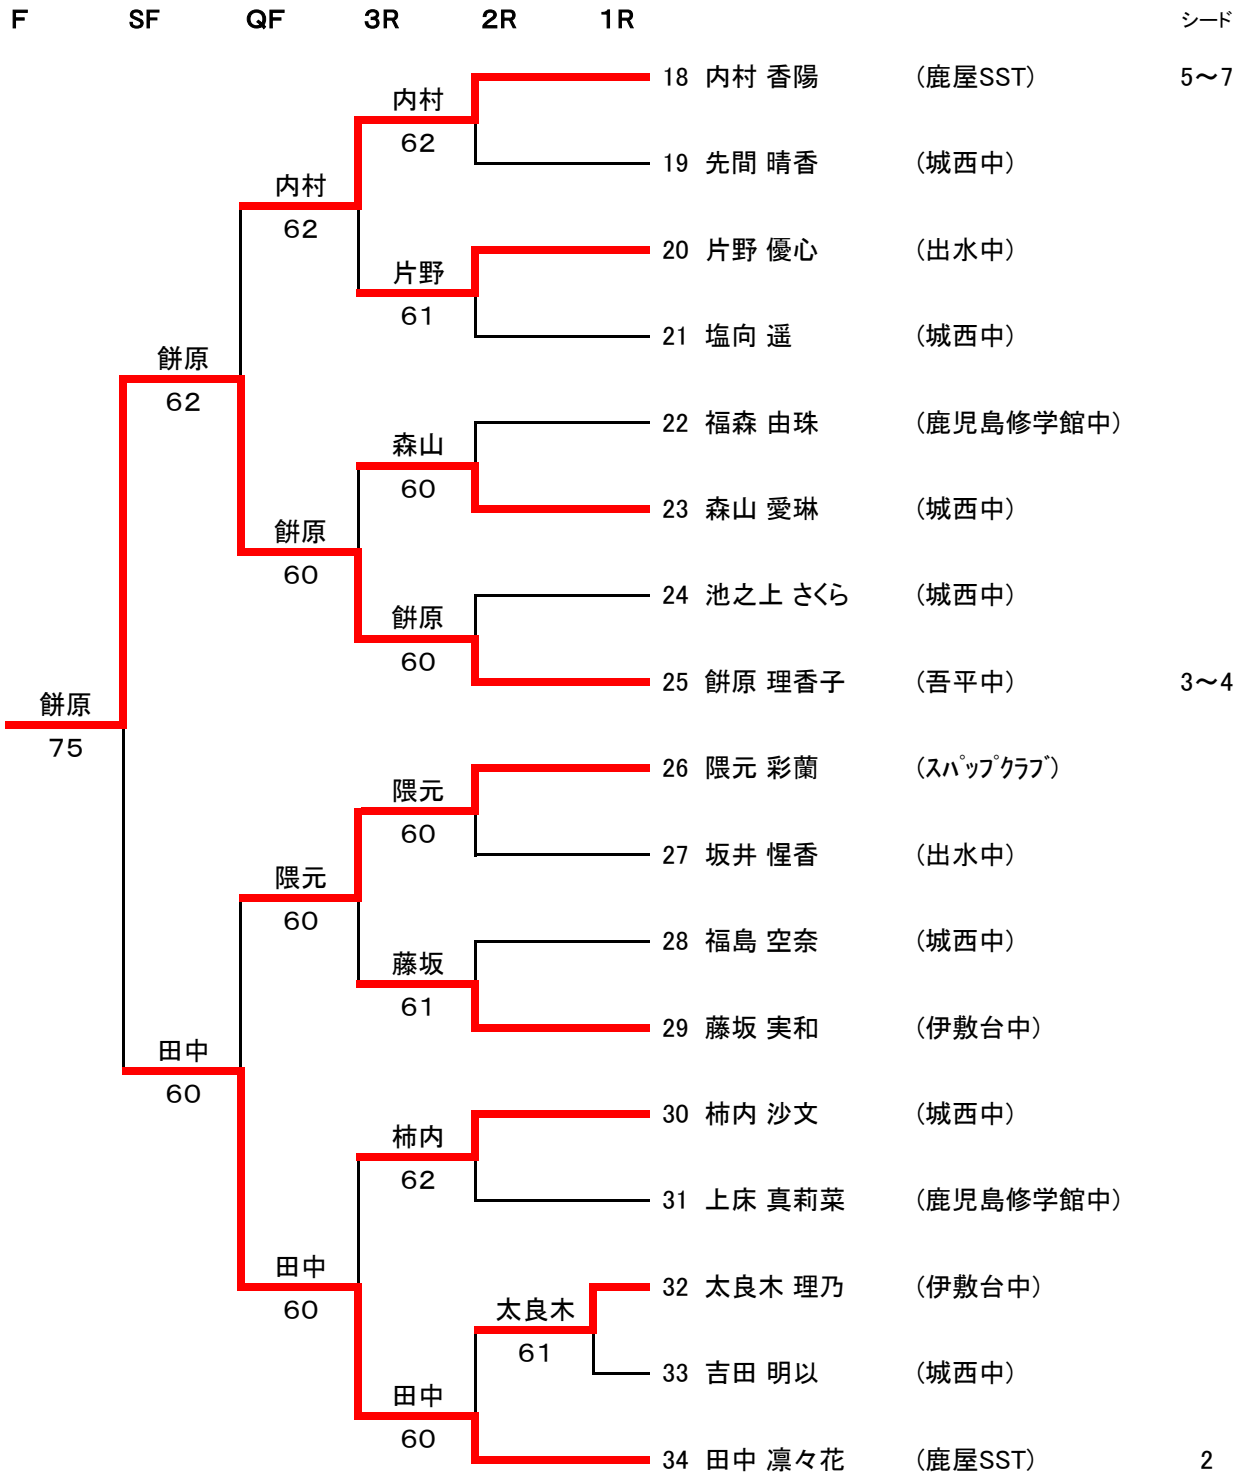 F SF QF 3R 2R 1R シード
18 内村 香陽 (鹿屋SST) 5～7
内村
62
19 先間 晴香 (城西中)
内村
62
20 片野 優心 (出水中)
片野
61
21 塩向 遥 (城西中)
餅原
62
22 福森 由珠 (鹿児島修学館中)
森山
60
23 森山 愛琳 (城西中)
餅原
60
24 池之上 さくら (城西中)
餅原
60
25 餅原 理香子 (吾平中) 3～4
餅原
75
26 隈元 彩蘭 (ｽﾊﾟｯﾌﾟｸﾗﾌﾞ)
隈元
60
27 坂井 惺香 (出水中)
隈元
60
28 福島 空奈 (城西中)
藤坂
61
29 藤坂 実和 (伊敷台中)
田中
60
30 柿内 沙文 (城西中)
柿内
62
31 上床 真莉菜 (鹿児島修学館中)
田中
60
32 太良木 理乃 (伊敷台中)
太良木
61
33 吉田 明以 (城西中)
田中
60
34 田中 凛々花 (鹿屋SST) 2